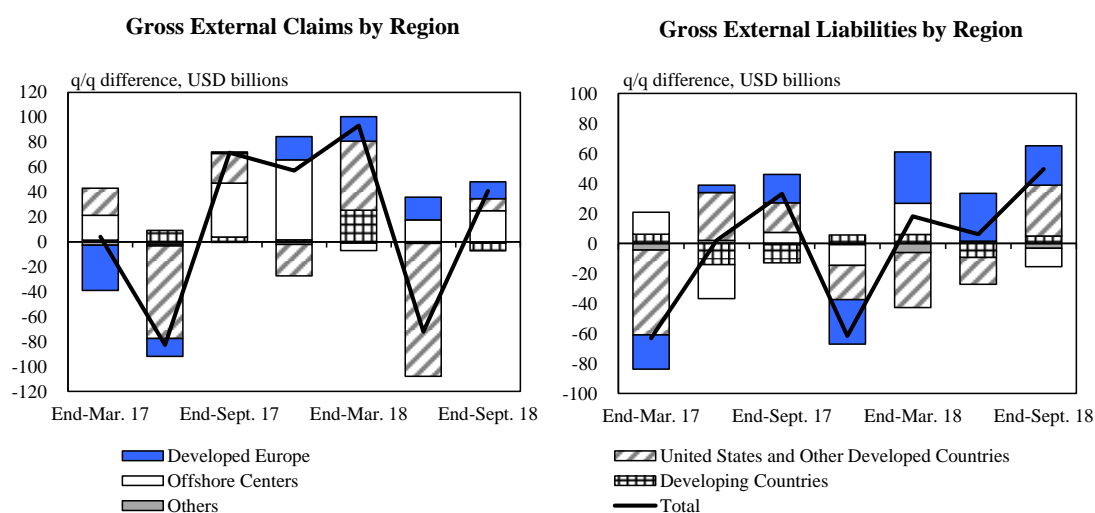 Gross External Claims by Region
q/q difference, USD billions
120
100
80
60
40
20
0
-20
-40
-60
-80
-100
-120
End-Mar. 17 End-Sept. 17 End-Mar. 18 End-Sept. 18
Gross External Liabilities by Region
q/q difference, USD billions
100
80
60
40
20
0
-20
-40
-60
-80
-100
End-Mar. 17 End-Sept. 17 End-Mar. 18 End-Sept. 18
Developed Europe
Offshore Centers
Others
United States and Other Developed Countries
Developing Countries
Total